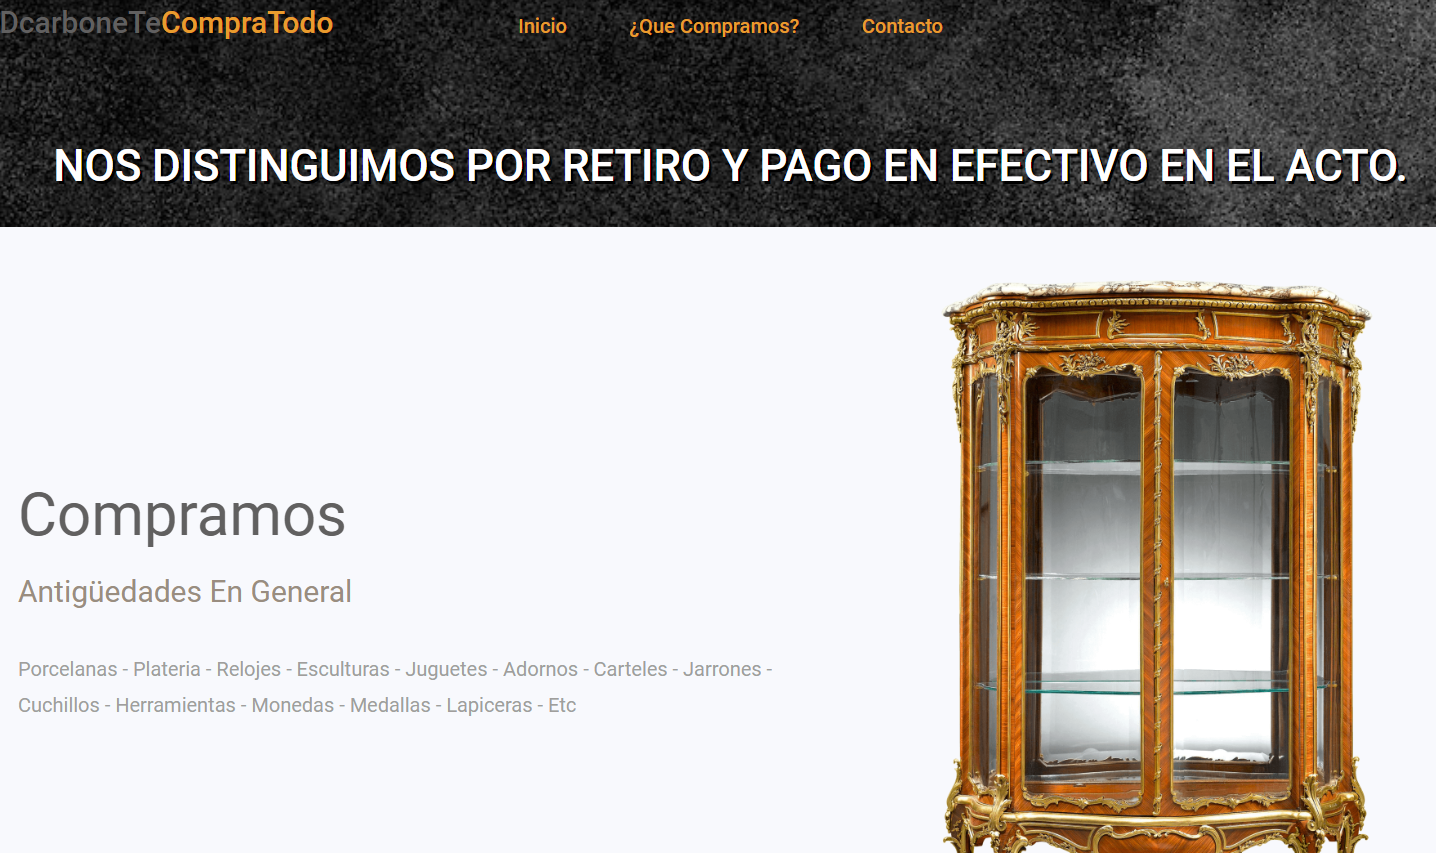 DcarboneTeCompraTodo
Inicio
¿Que Compramos?
Contacto
NOS DISTINGUIMOS POR RETIRO Y PAGO EN EFECTIVO EN EL ACTO.
Compramos
Antigüedades En General
Porcelanas - Plateria - Relojes - Esculturas - Juguetes - Adornos - Carteles - Jarrones -
Cuchillos - Herramientas - Monedas - Medallas - Lapiceras - Etc